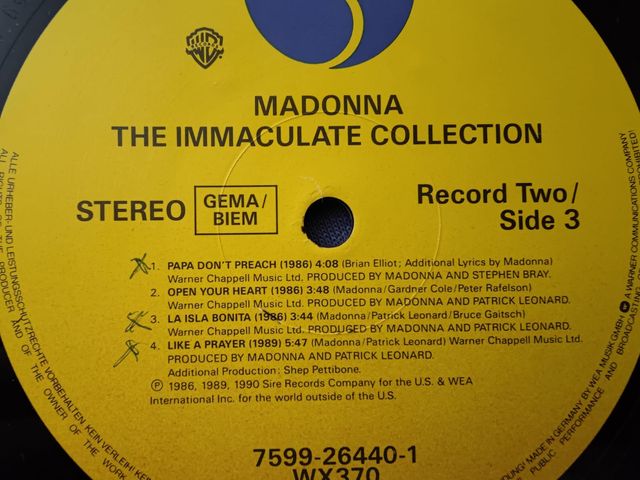 MADONNA
THE IMMACULATE COLLECTION
STEREO
GEMA/
BIEM
Record Two/
Side 3
1. PAPA DON'T PREACH (1986) 4:08 (Brian Elliot; Additional Lyrics by Madonna)
Warner Chappell Music Ltd. PRODUCED BY MADONNA AND STEPHEN BRAY.
2. OPEN YOUR HEART (1986) 3:48 (Madonna/Gardner Cole/Peter Rafelson)
Warner Chappell Music Ltd. PRODUCED BY MADONNA AND PATRICK LEONARD.
3. LA ISLA BONITA (1986) 3:44 (Madonna/Patrick Leonard/Bruce Gaitsch)
Warner Chappell Music Ltd. PRODUCED BY MADONNA AND PATRICK LEONARD.
4. LIKE A PRAYER (1989) 5:47 (Madonna/Patrick Leonard) Warner Chappell Music Ltd.
PRODUCED BY MADONNA AND PATRICK LEONARD.
Additional Production: Shep Pettibone.
℗ 1986, 1989, 1990 Sire Records Company for the U.S. & WEA
International Inc. for the world outside of the U.S.
7599-26440-1
WX370
ALLE URHEBER- UND LEISTUNGSSCHUTZRECHTE VORBEHALTEN. KEIN VERLEIH!
ALL RIGHTS OF THE PRODUCER AND OF THE OWNER OF THE
MADE IN GERMANY BY WEA MUSIK GMBH A WARNER COMMUNICATIONS COMPANY
PUBLIC PERFORMANCE AND